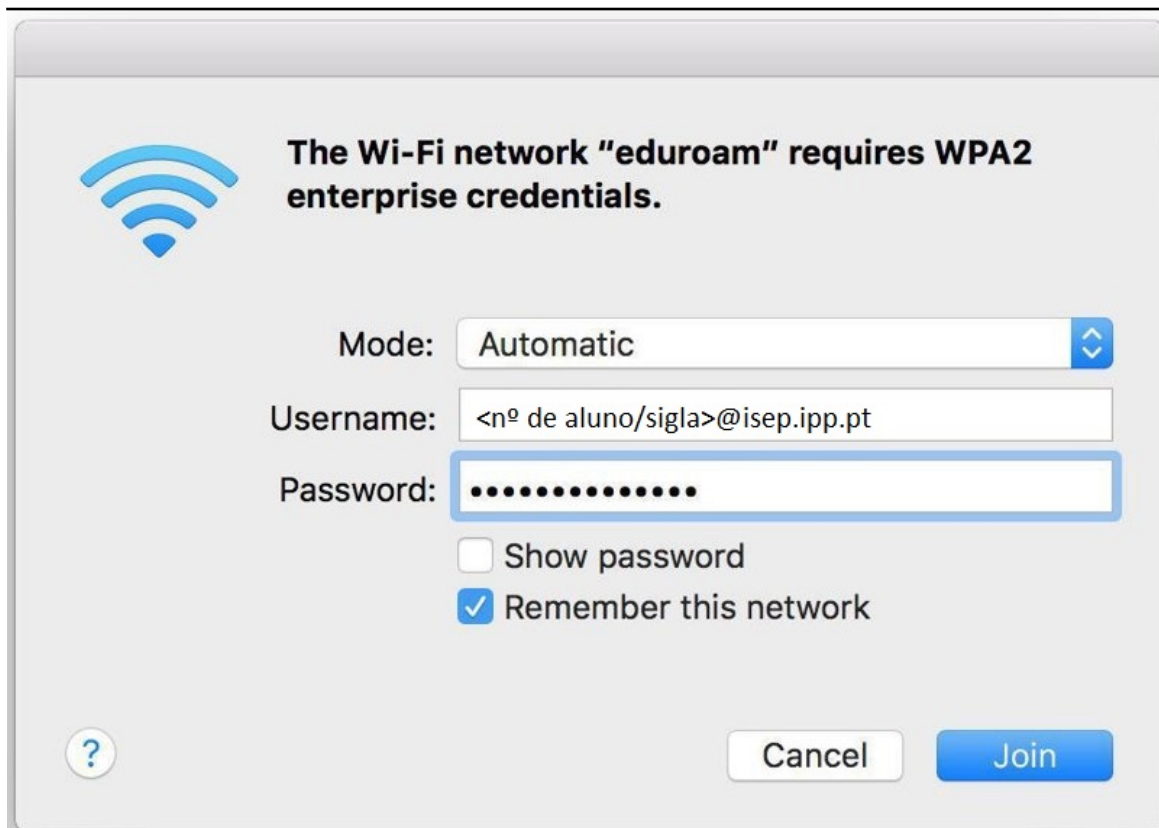 The Wi-Fi network “eduroam” requires WPA2
enterprise credentials.
Mode: Automatic
Username: <nº de aluno/sigla>@isep.ipp.pt
Password: ••••••••••••••
Show password
Remember this network
? Cancel Join